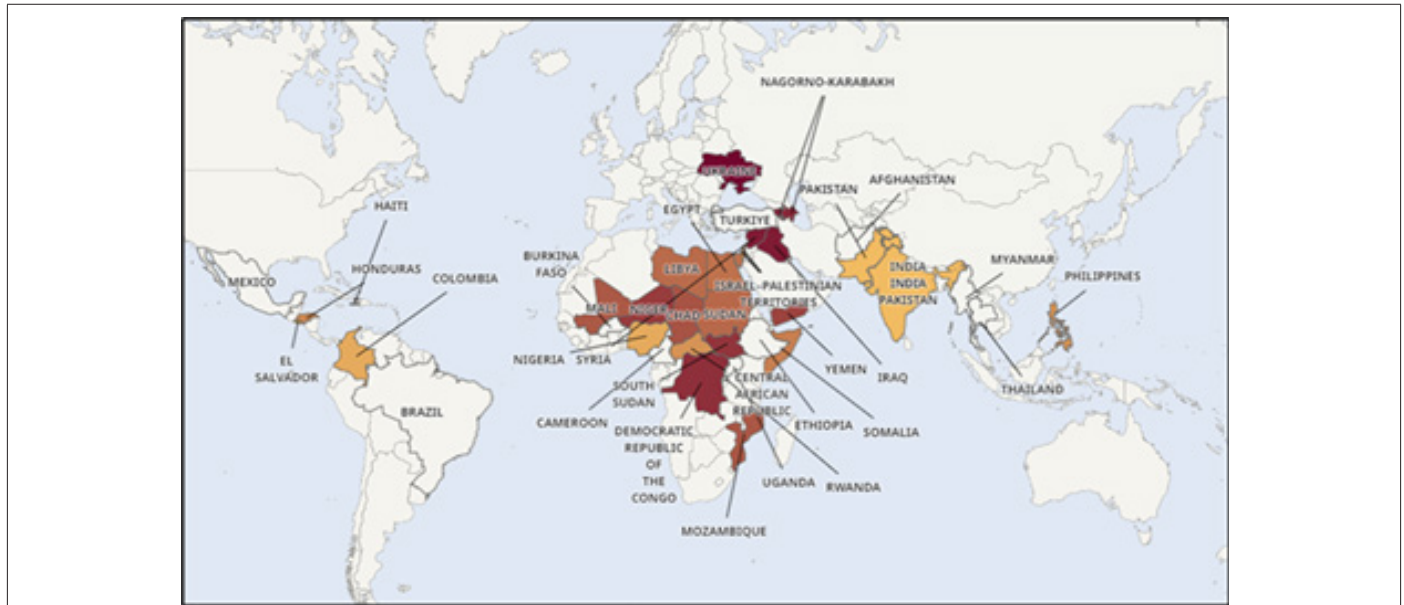 NAGORNO-KARABAKH
UKRAINE
PAKISTAN
AFGHANISTAN
HAITI
EGYPT
TURKIYE
BURKINA
FASO
HONDURAS
COLOMBIA
MEXICO
LIBYA
ISRAEL-PALESTINIAN
TERRITORIES
INDIA
INDIA
PAKISTAN
MYANMAR
PHILIPPINES
MALI
NIGER
CHAD
SUDAN
EL
SALVADOR
NIGERIA
SYRIA
YEMEN
IRAQ
THAILAND
SOUTH
SUDAN
CENTRAL
AFRICAN
REPUBLIC
BRAZIL
CAMEROON
DEMOCRATIC
REPUBLIC
OF
THE
CONGO
ETHIOPIA
SOMALIA
UGANDA
RWANDA
MOZAMBIQUE